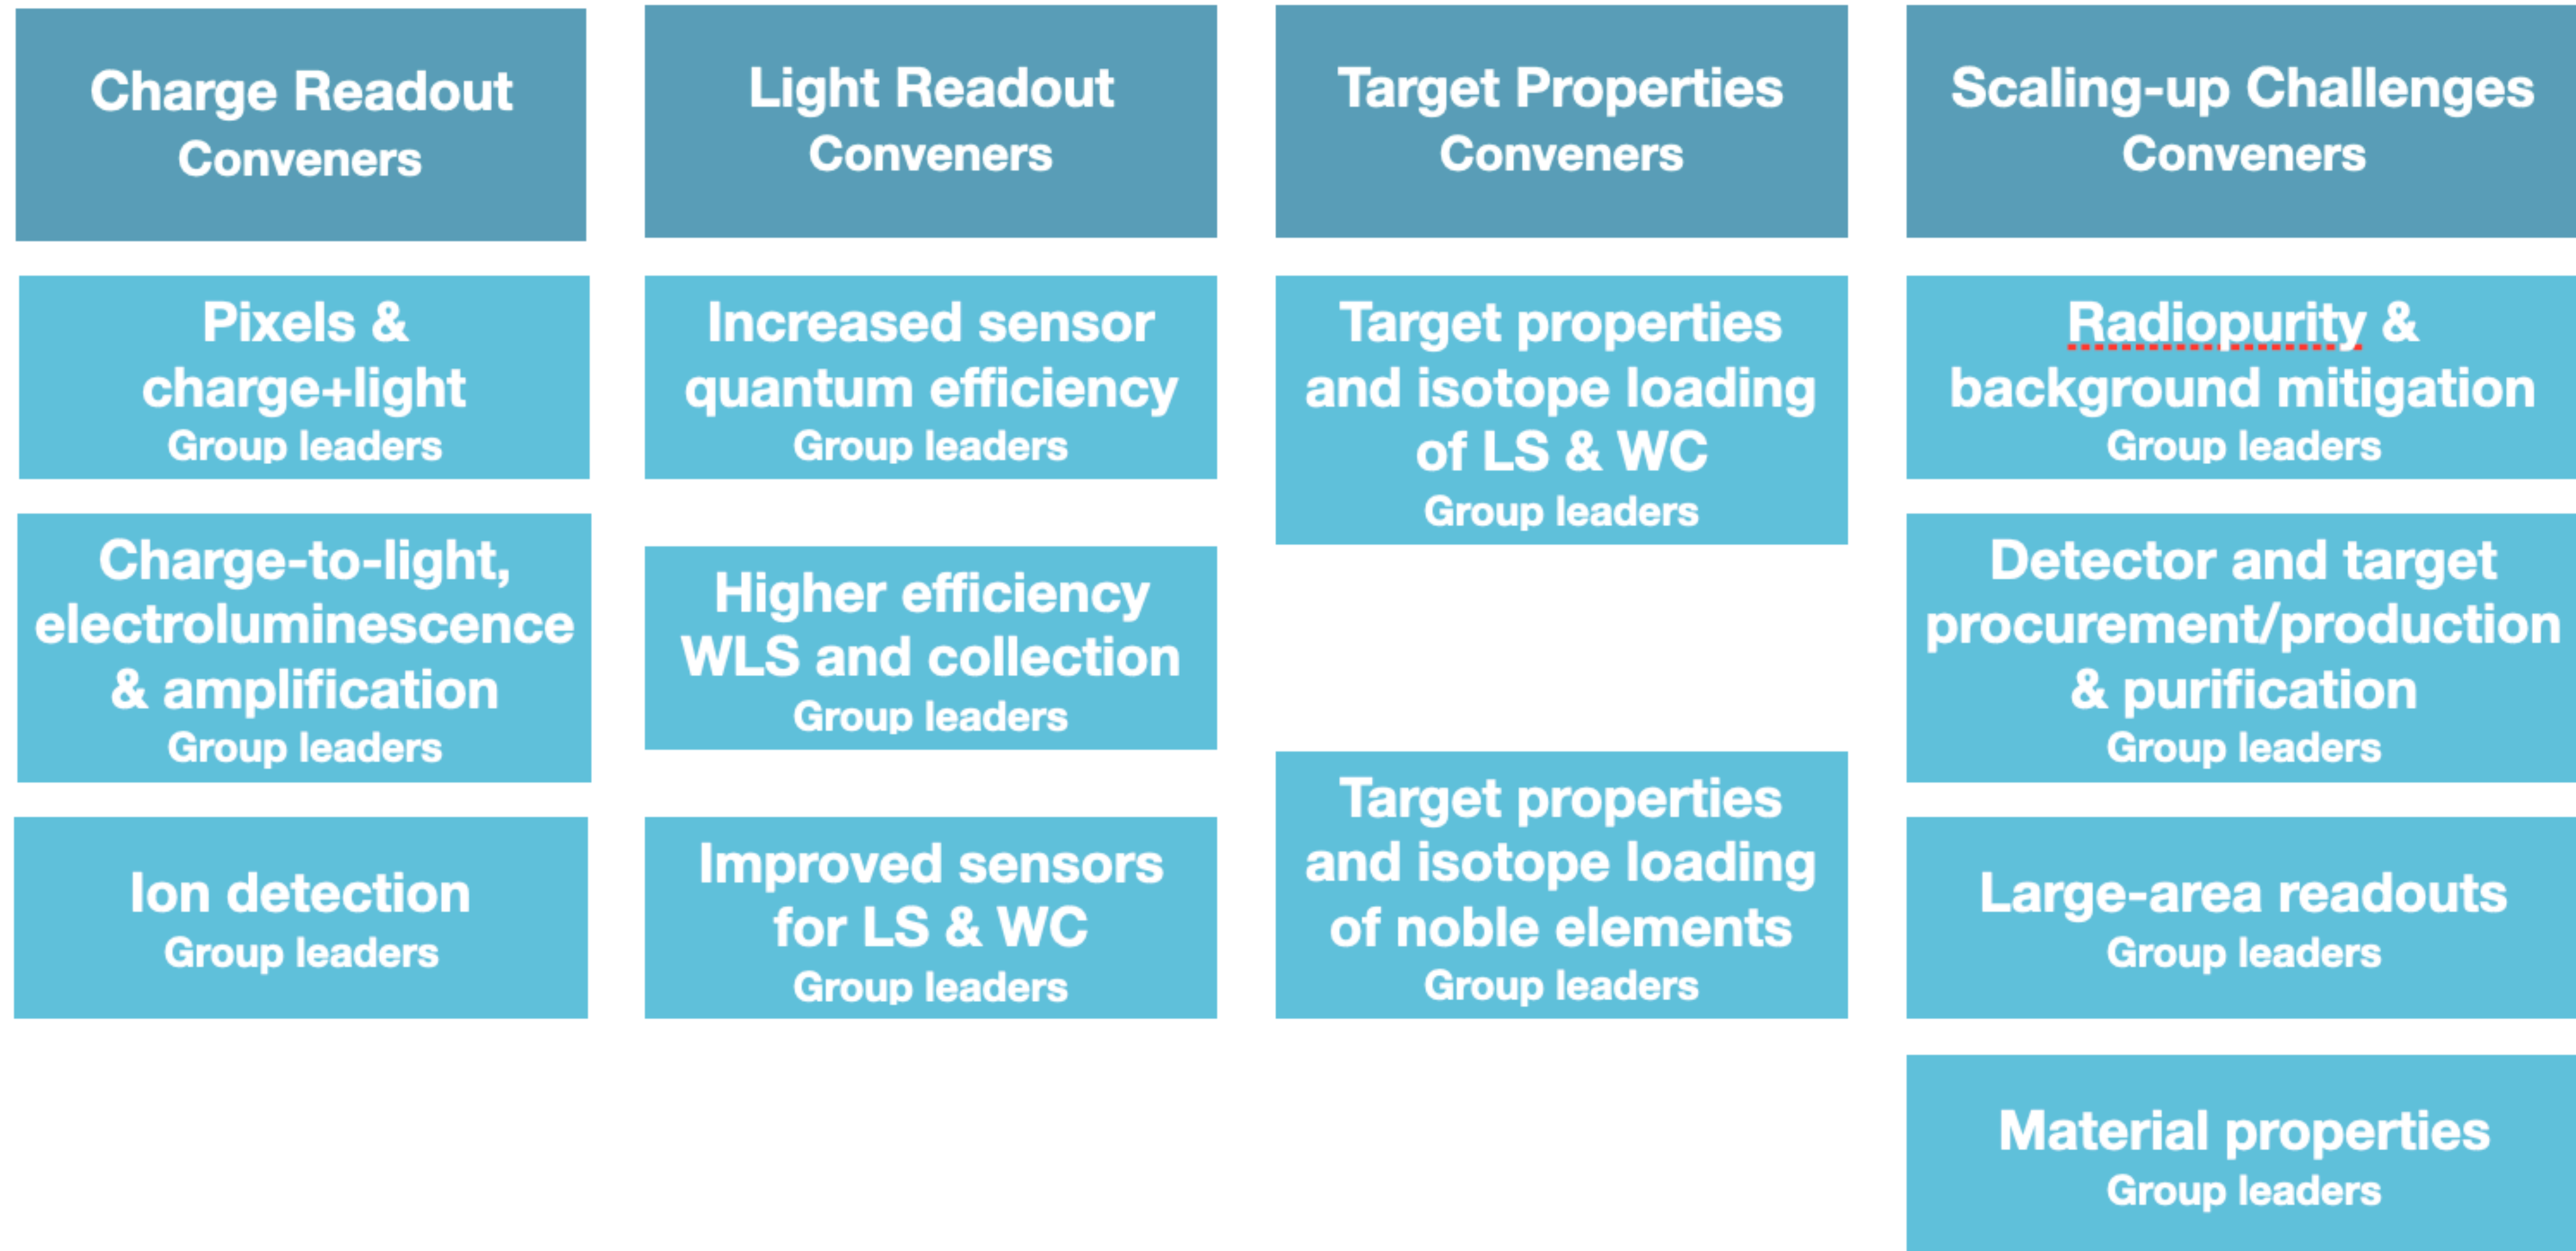 Charge Readout
Conveners
Pixels &
charge+light
Group leaders
Charge-to-light,
electroluminescence
& amplification
Group leaders
Ion detection
Group leaders
Light Readout
Conveners
Increased sensor
quantum efficiency
Group leaders
Higher efficiency
WLS and collection
Group leaders
Improved sensors
for LS & WC
Group leaders
Target Properties
Conveners
Target properties
and isotope loading
of LS & WC
Group leaders
Target properties
and isotope loading
of noble elements
Group leaders
Scaling-up Challenges
Conveners
Radiopurity &
background mitigation
Group leaders
Detector and target
procurement/production
& purification
Group leaders
Large-area readouts
Group leaders
Material properties
Group leaders